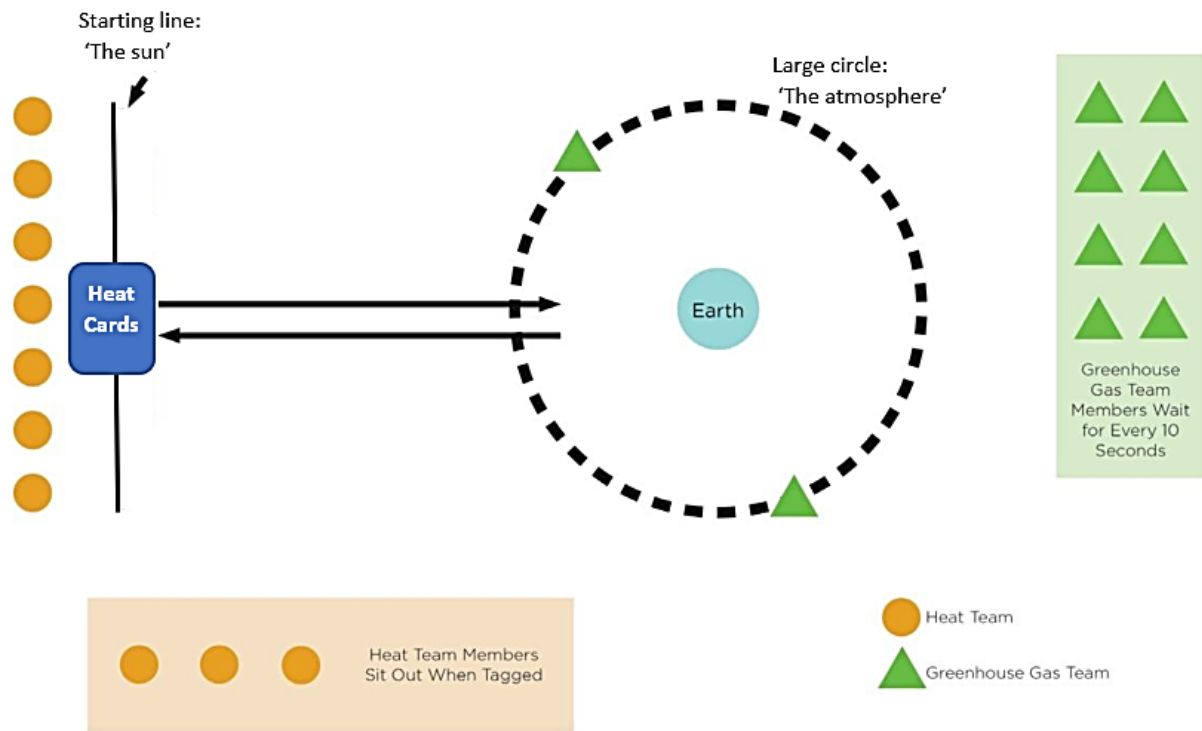 Starting line:
‘The sun’
Large circle:
‘The atmosphere’
Heat
Cards
Earth
Greenhouse
Gas Team
Members Wait
for Every 10
Seconds
Heat Team Members
Sit Out When Tagged
Heat Team
Greenhouse Gas Team